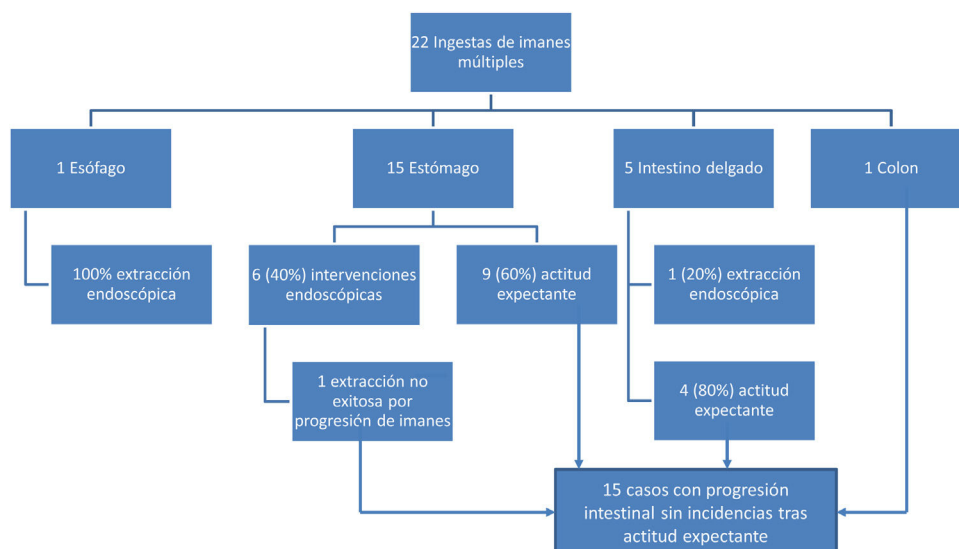 22 Ingestas de imanes
múltiples
1 Esófago
15 Estómago
5 Intestino delgado
1 Colon
100% extracción
endoscópica
6 (40%) intervenciones
endoscópicas
9 (60%) actitud
expectante
1 (20%) extracción
endoscópica
1 extracción no
exitosa por
progresión de imanes
4 (80%) actitud
expectante
15 casos con progresión
intestinal sin incidencias tras
actitud expectante